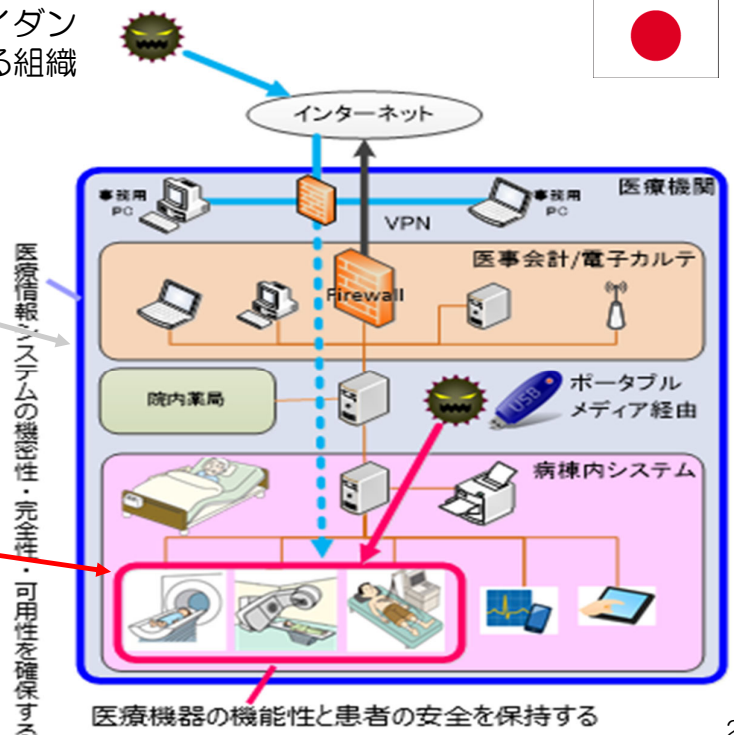 イダン
る組織
インターネット
医療機関
事務用
PC
事務用
PC
VPN
医事会計/電子カルテ
Firewall
院内薬局
USB
ポータブル
メディア経由
病棟内システム
医療情報システムの機密性・完全性・可用性を確保する
医療機器の機能性と患者の安全を保持する
2